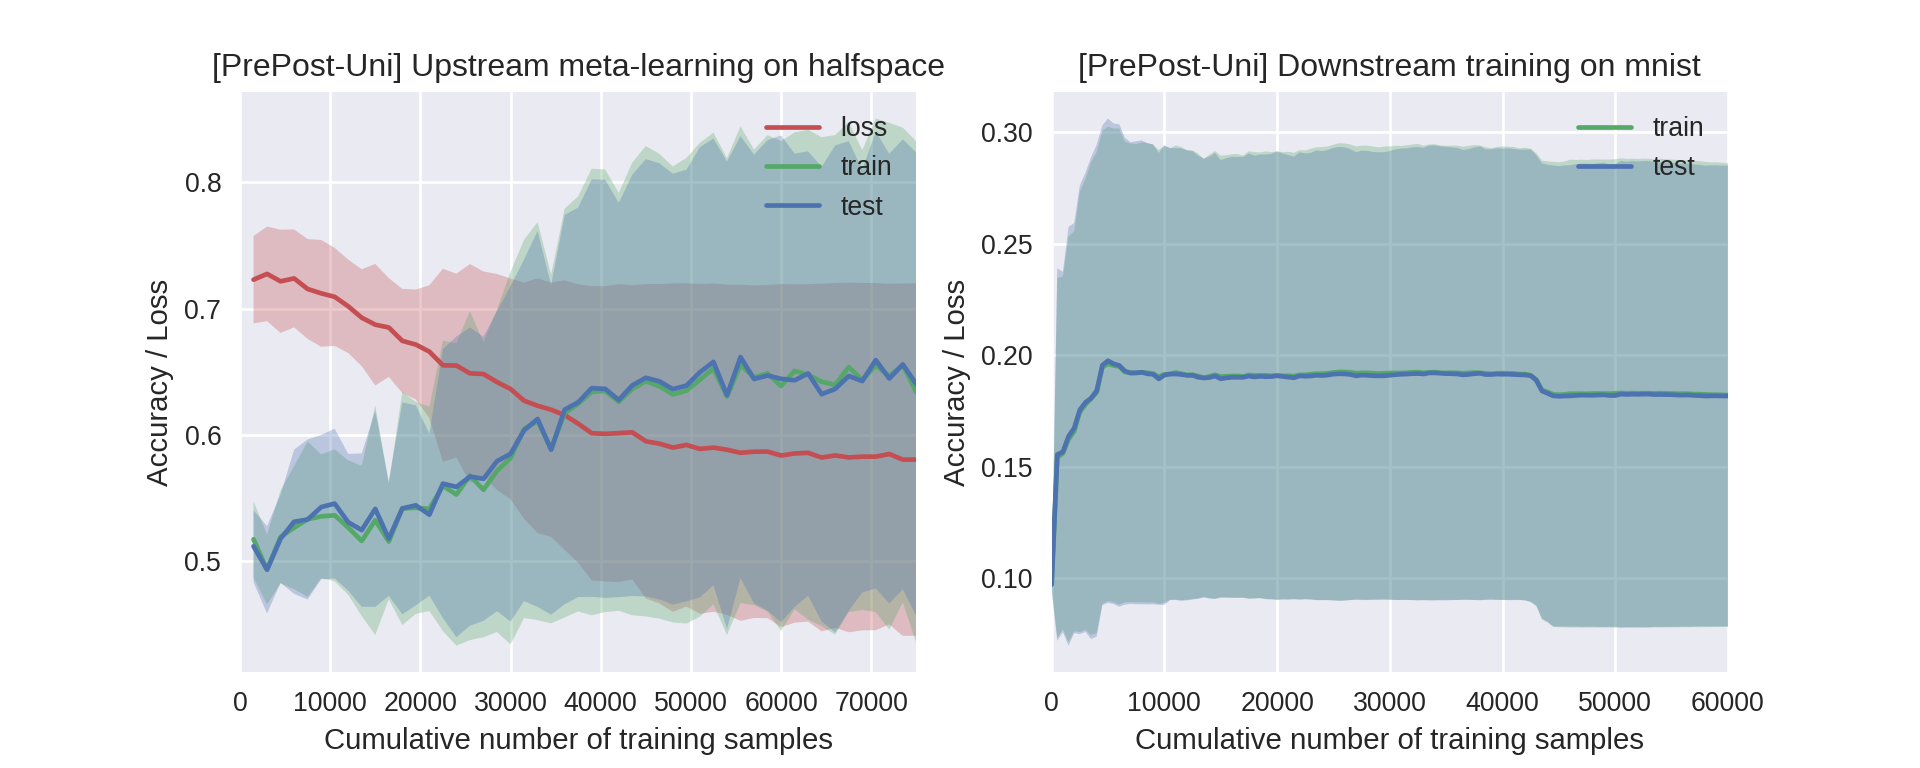 [PrePost-Uni] Upstream meta-learning on halfspace
loss
train
test
0.8
0.7
0.6
0.5
Accuracy / Loss
0 10000 20000 30000 40000 50000 60000 70000
Cumulative number of training samples
[PrePost-Uni] Downstream training on mnist
train
test
0.30
0.25
0.20
0.15
0.10
Accuracy / Loss
0 10000 20000 30000 40000 50000 60000
Cumulative number of training samples